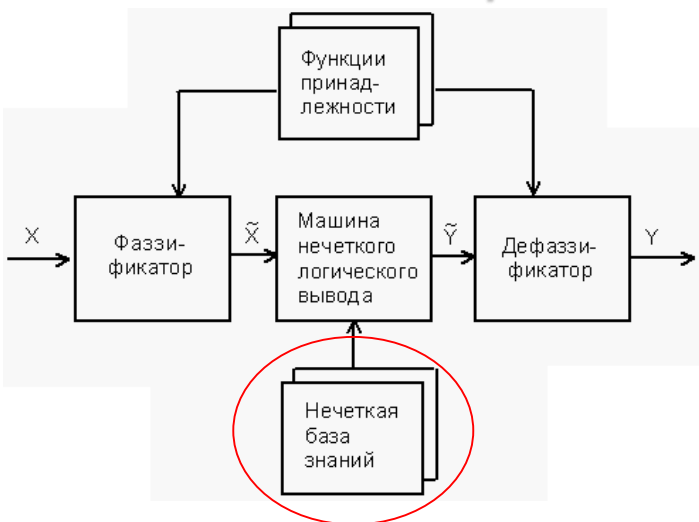 Функции
принад-
лежности
X
Фаззи-
фикатор
X̃
Машина
нечеткого
логического
вывода
Ỹ
Дефаззи-
фикатор
Y
Нечеткая
база
знаний